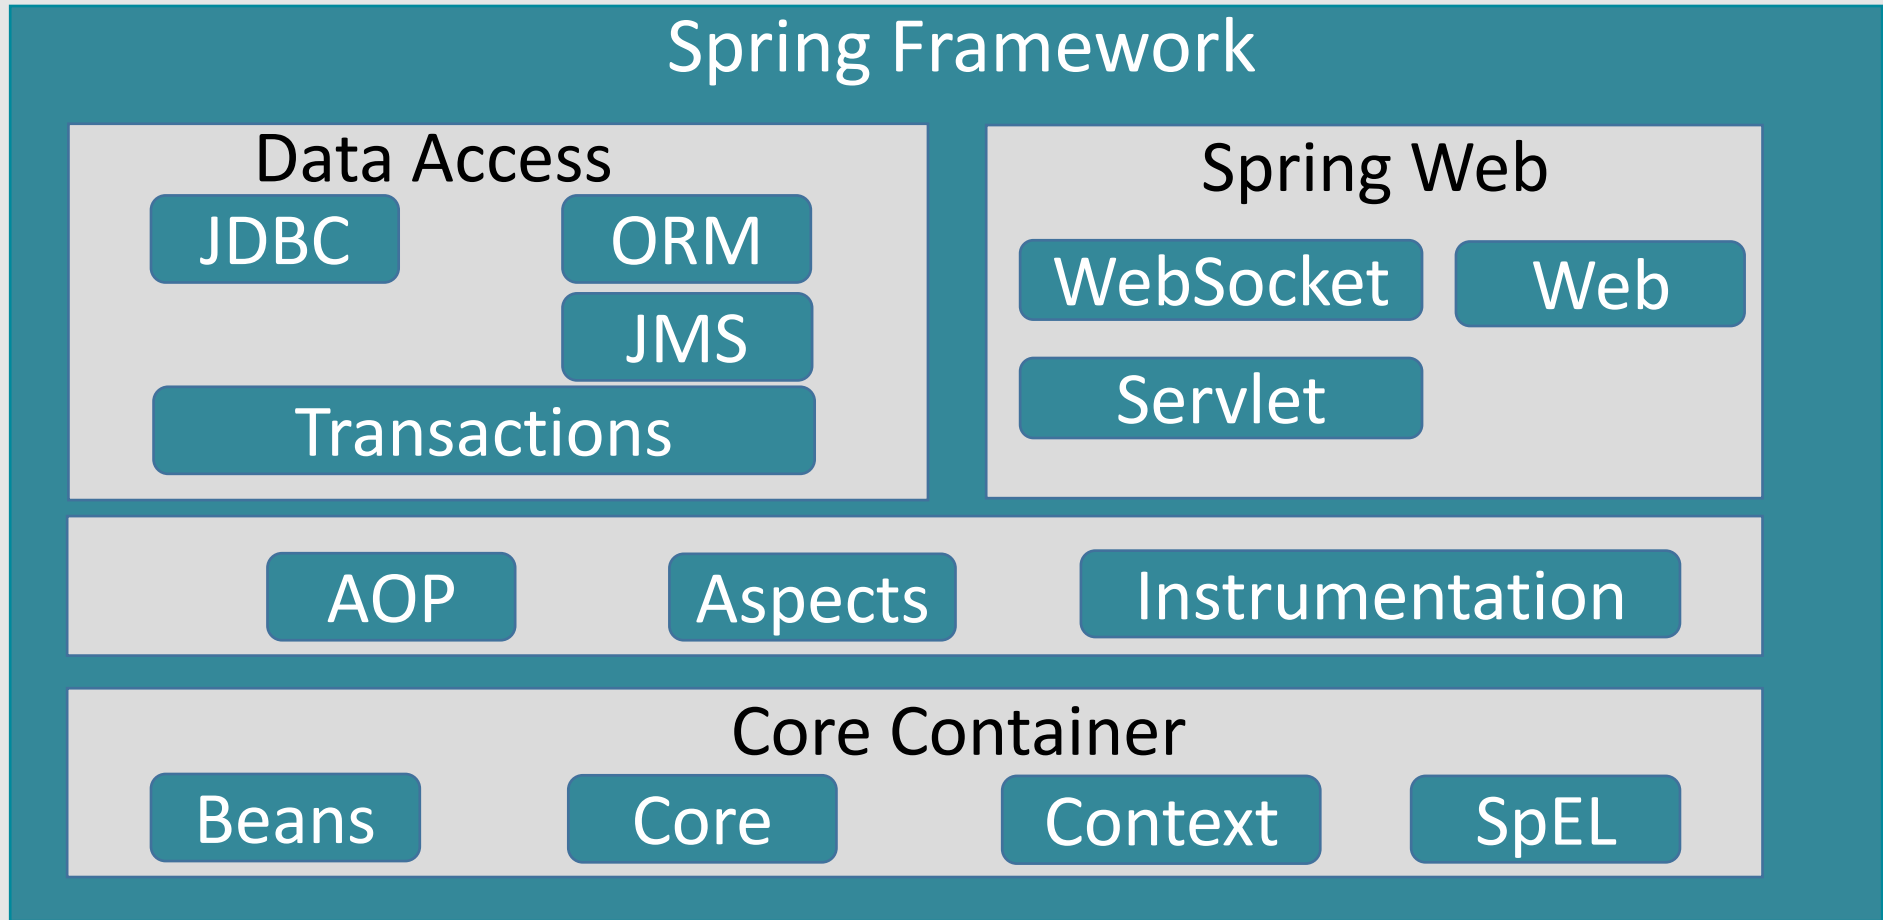 Spring Framework
Data Access
JDBC
ORM
JMS
Transactions
Spring Web
WebSocket
Web
Servlet
AOP
Aspects
Instrumentation
Core Container
Beans
Core
Context
SpEL